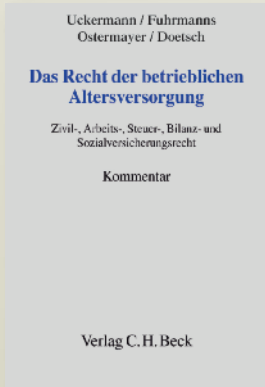 Uckermann / Fuhrmanns
Ostermayer / Doetsch
Das Recht der betrieblichen
Altersversorgung
Zivil-, Arbeits-, Steuer-, Bilanz- und
Sozialversicherungsrecht
Kommentar
Verlag C. H. Beck